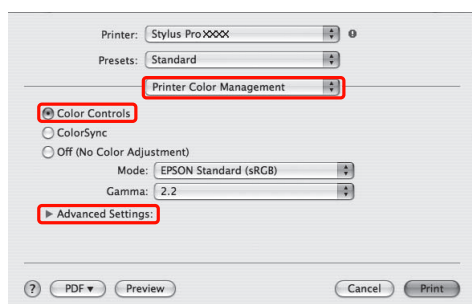 Printer: Stylus Pro XXXX
Presets: Standard
Printer Color Management
Color Controls
ColorSync
Off (No Color Adjustment)
Mode: EPSON Standard (sRGB)
Gamma: 2.2
Advanced Settings:
? PDF Preview Cancel Print